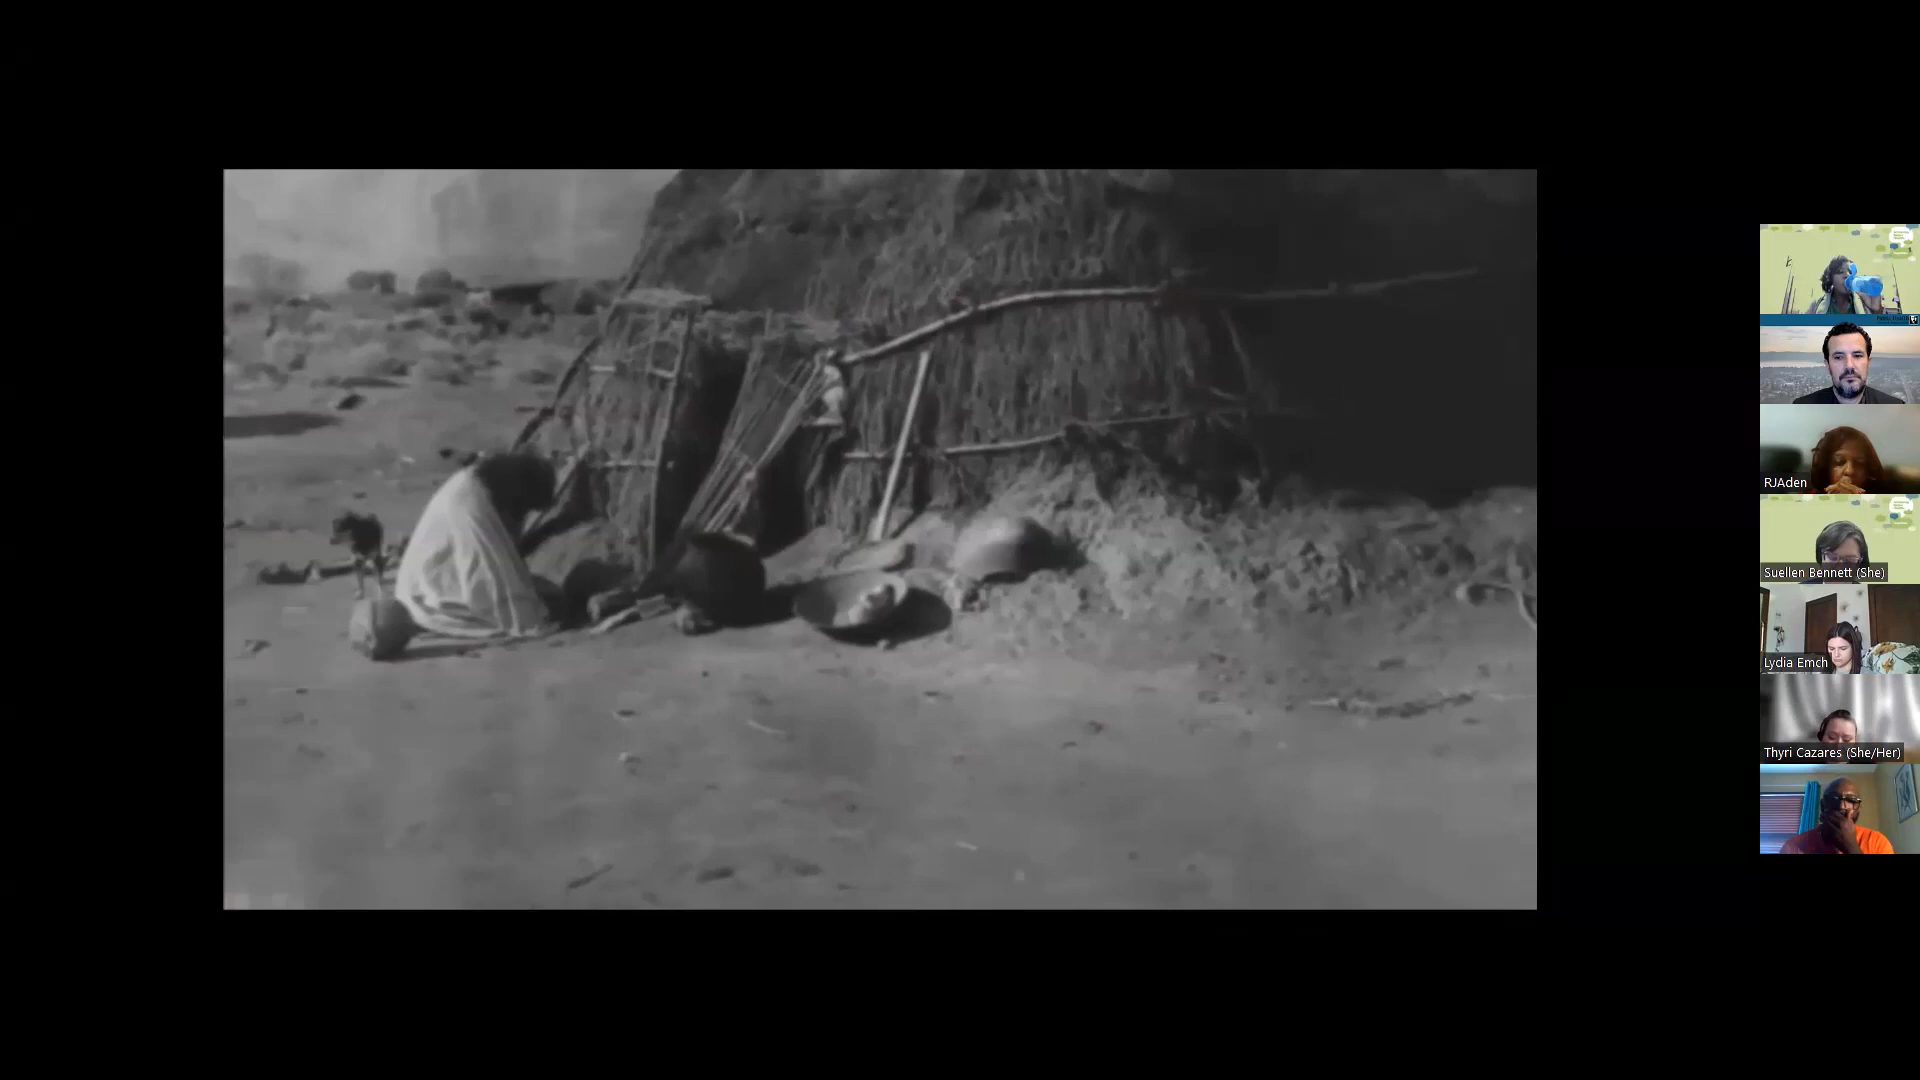 RJAden
Suellen Bennett (She)
Lydia Emch
Thyri Cazares (She/Her)